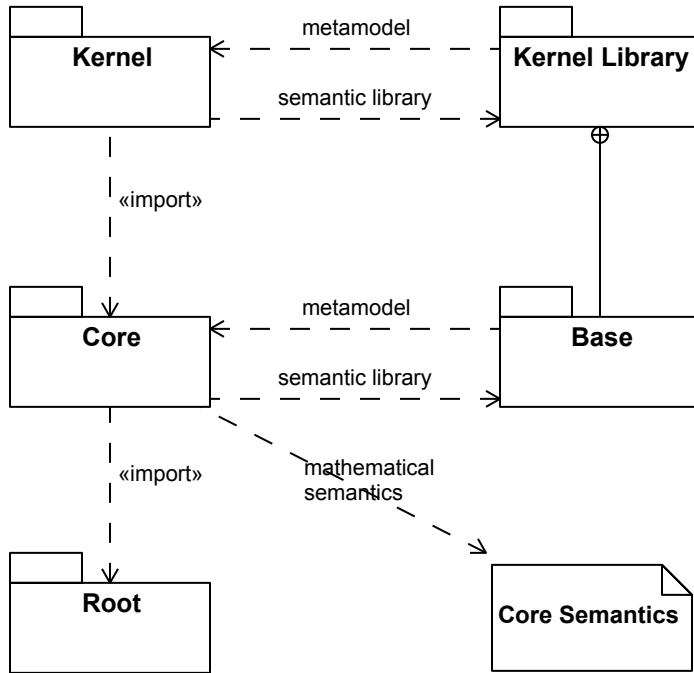 metamodel
Kernel
Kernel Library
semantic library
«import»
metamodel
Core
Base
semantic library
«import»
mathematical
semantics
Root
Core Semantics